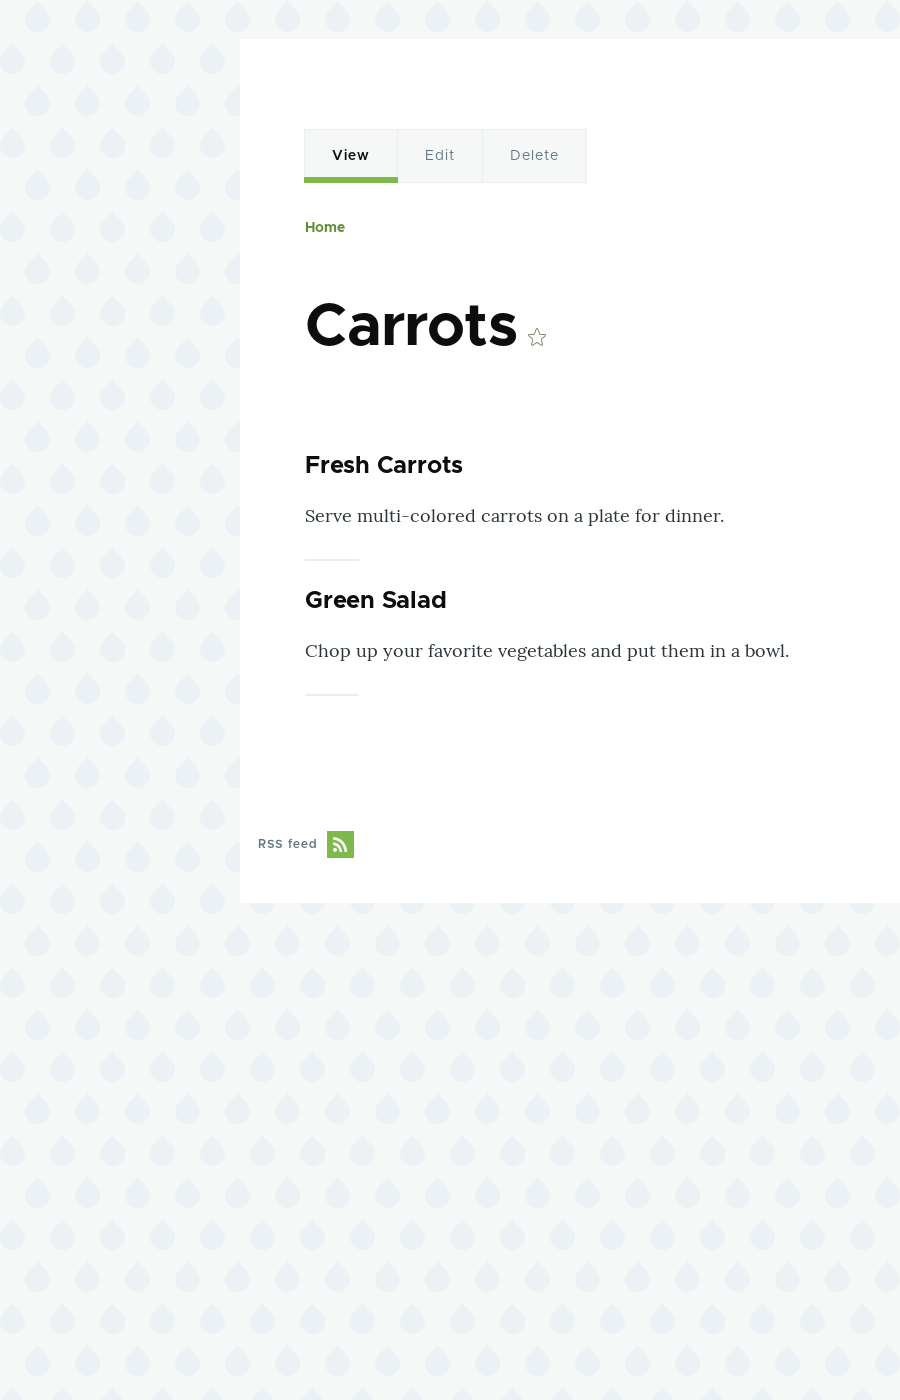 View Edit Delete
Home
Carrots
Fresh Carrots
Serve multi-colored carrots on a plate for dinner.
Green Salad
Chop up your favorite vegetables and put them in a bowl.
RSS feed